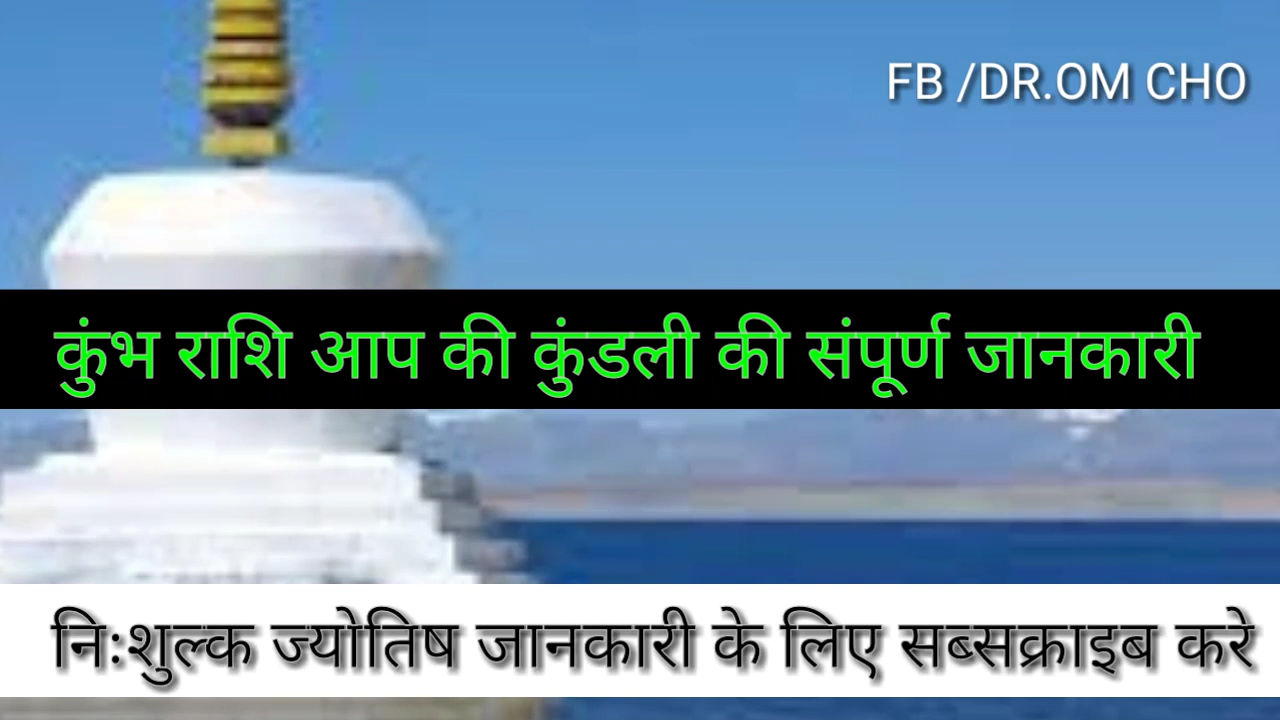 FB /DR.OM CHO
कुंभ राशि आप की कुंडली की संपूर्ण जानकारी
नि:शुल्क ज्योतिष जानकारी के लिए सब्सक्राइब करे